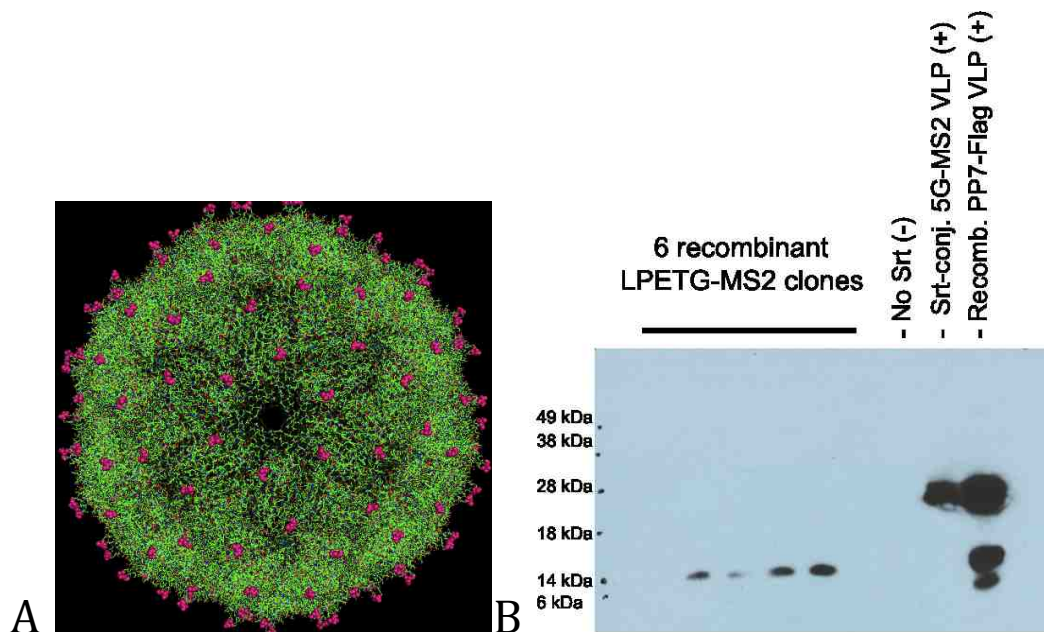 6 recombinant
LPETG-MS2 clones
- No Srt (-)
- Srt-conj. 5G-MS2 VLP (+)
- Recomb. PP7-Flag VLP (+)
49 kDa
38 kDa
28 kDa
18 kDa
14 kDa
6 kDa
A
B